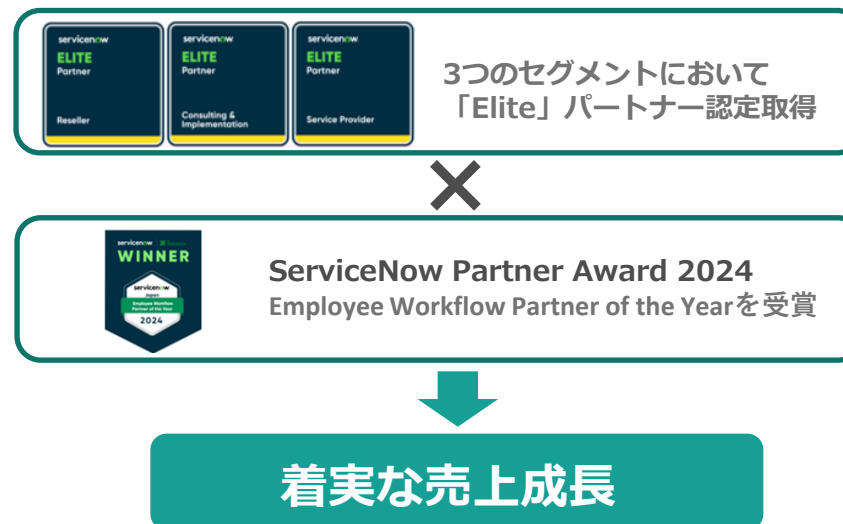 servicenow
ELITE
Partner
Reseller
servicenow
ELITE
Partner
Consulting &
Implementation
servicenow
ELITE
Partner
Service Provider
3つのセグメントにおいて
「Elite」パートナー認定取得
servicenow
WINNER
servicenow
Japan
Employee Workflow
Partner of the Year
2024
ServiceNow Partner Award 2024
Employee Workflow Partner of the Yearを受賞
着実な売上成長